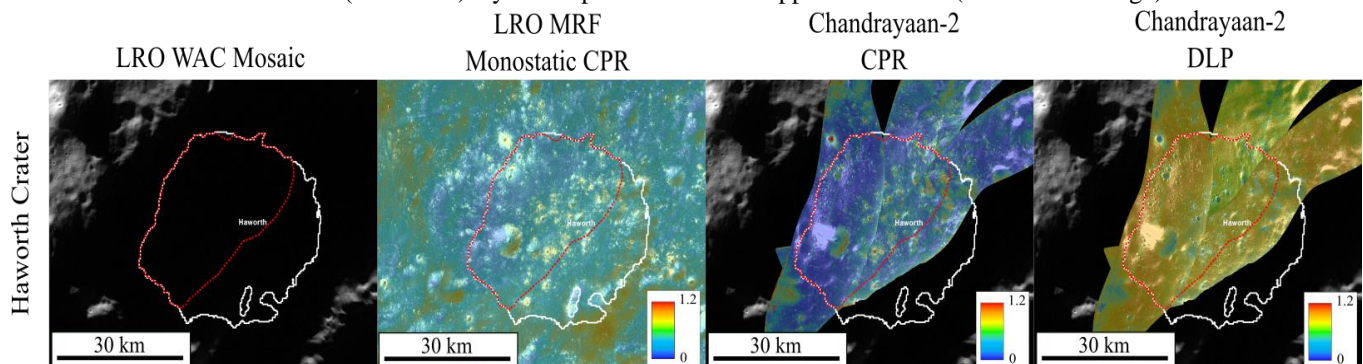 LRO WAC Mosaic
LRO MRF
Monostatic CPR
Chandrayaan-2
CPR
Chandrayaan-2
DLP
Haworth Crater
Haworth
30 km
Haworth
30 km
1.2
0
Haworth
30 km
1.2
0
Haworth
30 km
1.2
0